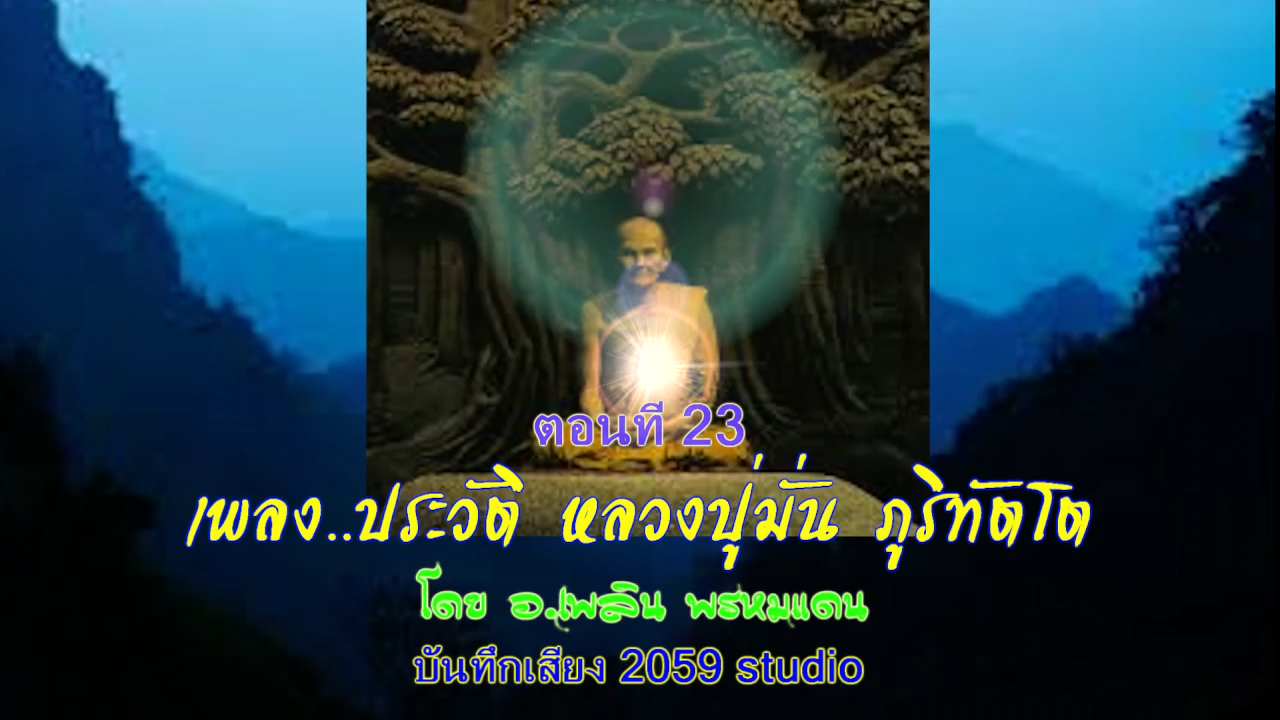 ตอนที 23
เพลง..ประวัติ หลวงปู่มั่น ภูริทัตโต
โดย อ.เพลิน พรหมแดน
บันทึกเสียง 2059 studio